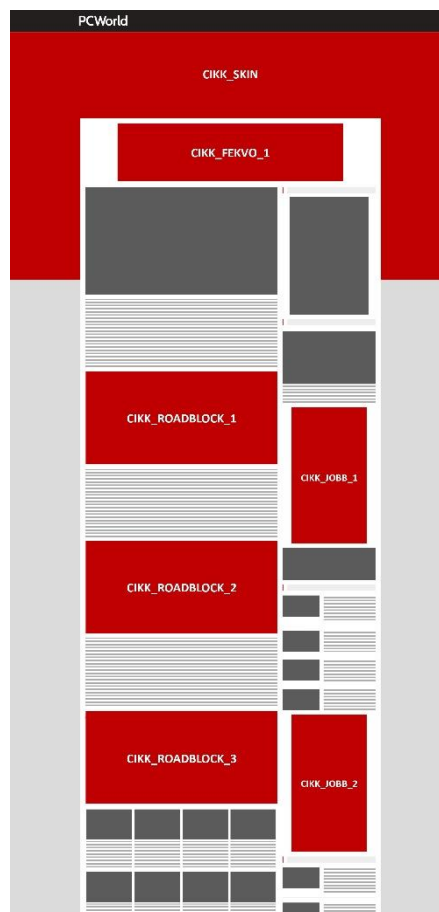 PCWorld
CIKK_SKIN
CIKK_FEKVO_1
CIKK_ROADBLOCK_1
CIKK_JOBB_1
CIKK_ROADBLOCK_2
CIKK_ROADBLOCK_3
CIKK_JOBB_2